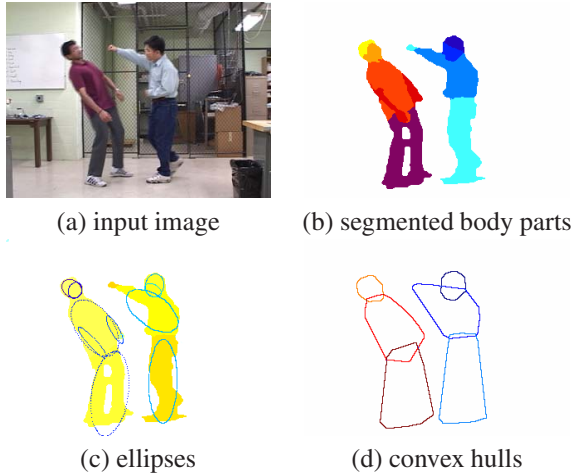 (a) input image
(b) segmented body parts
(c) ellipses
(d) convex hulls